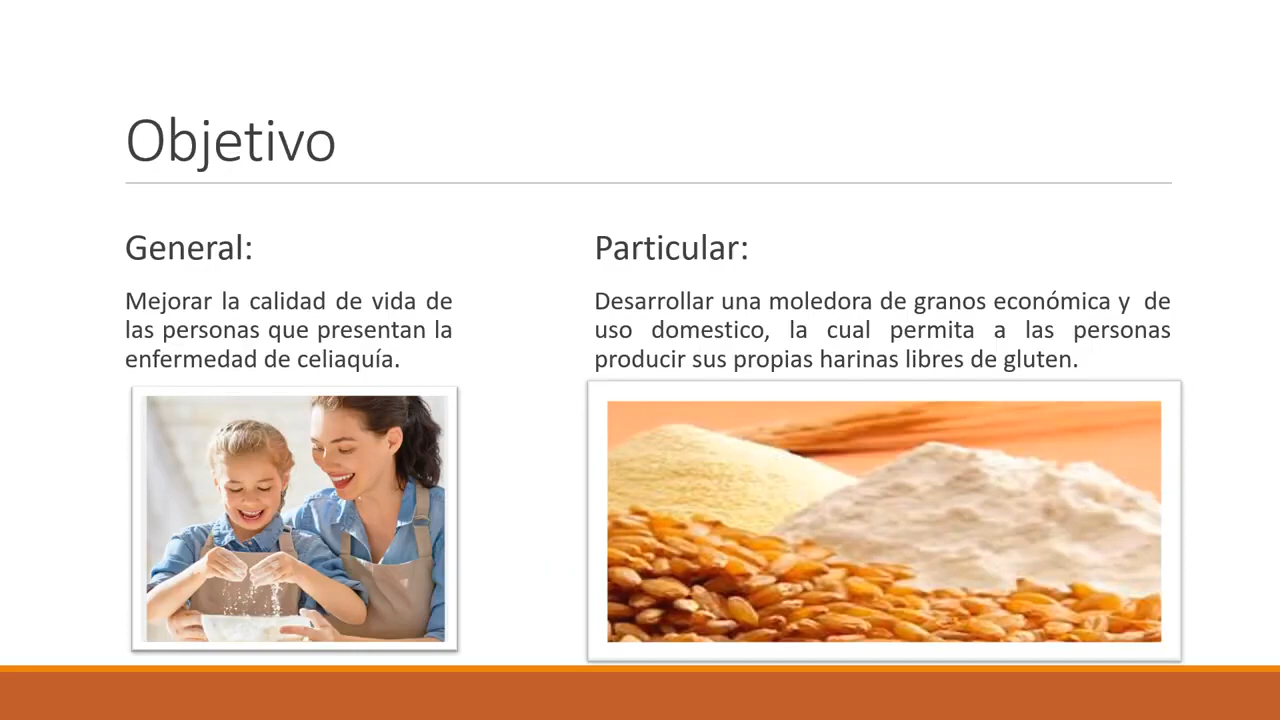 Objetivo
General:
Mejorar la calidad de vida de
las personas que presentan la
enfermedad de celiaquía.
Particular:
Desarrollar una moledora de granos económica y de
uso domestico, la cual permita a las personas
producir sus propias harinas libres de gluten.